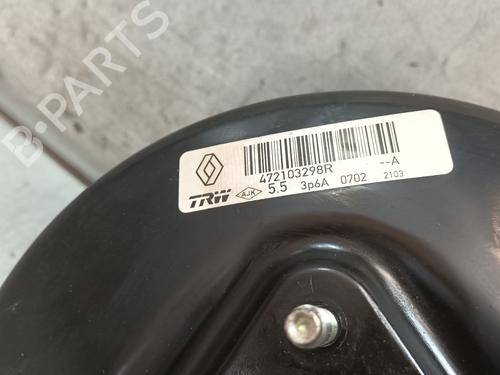 472103298R --A
TRW AJK 5.5 3p6A 0702 2103
B-PARTS